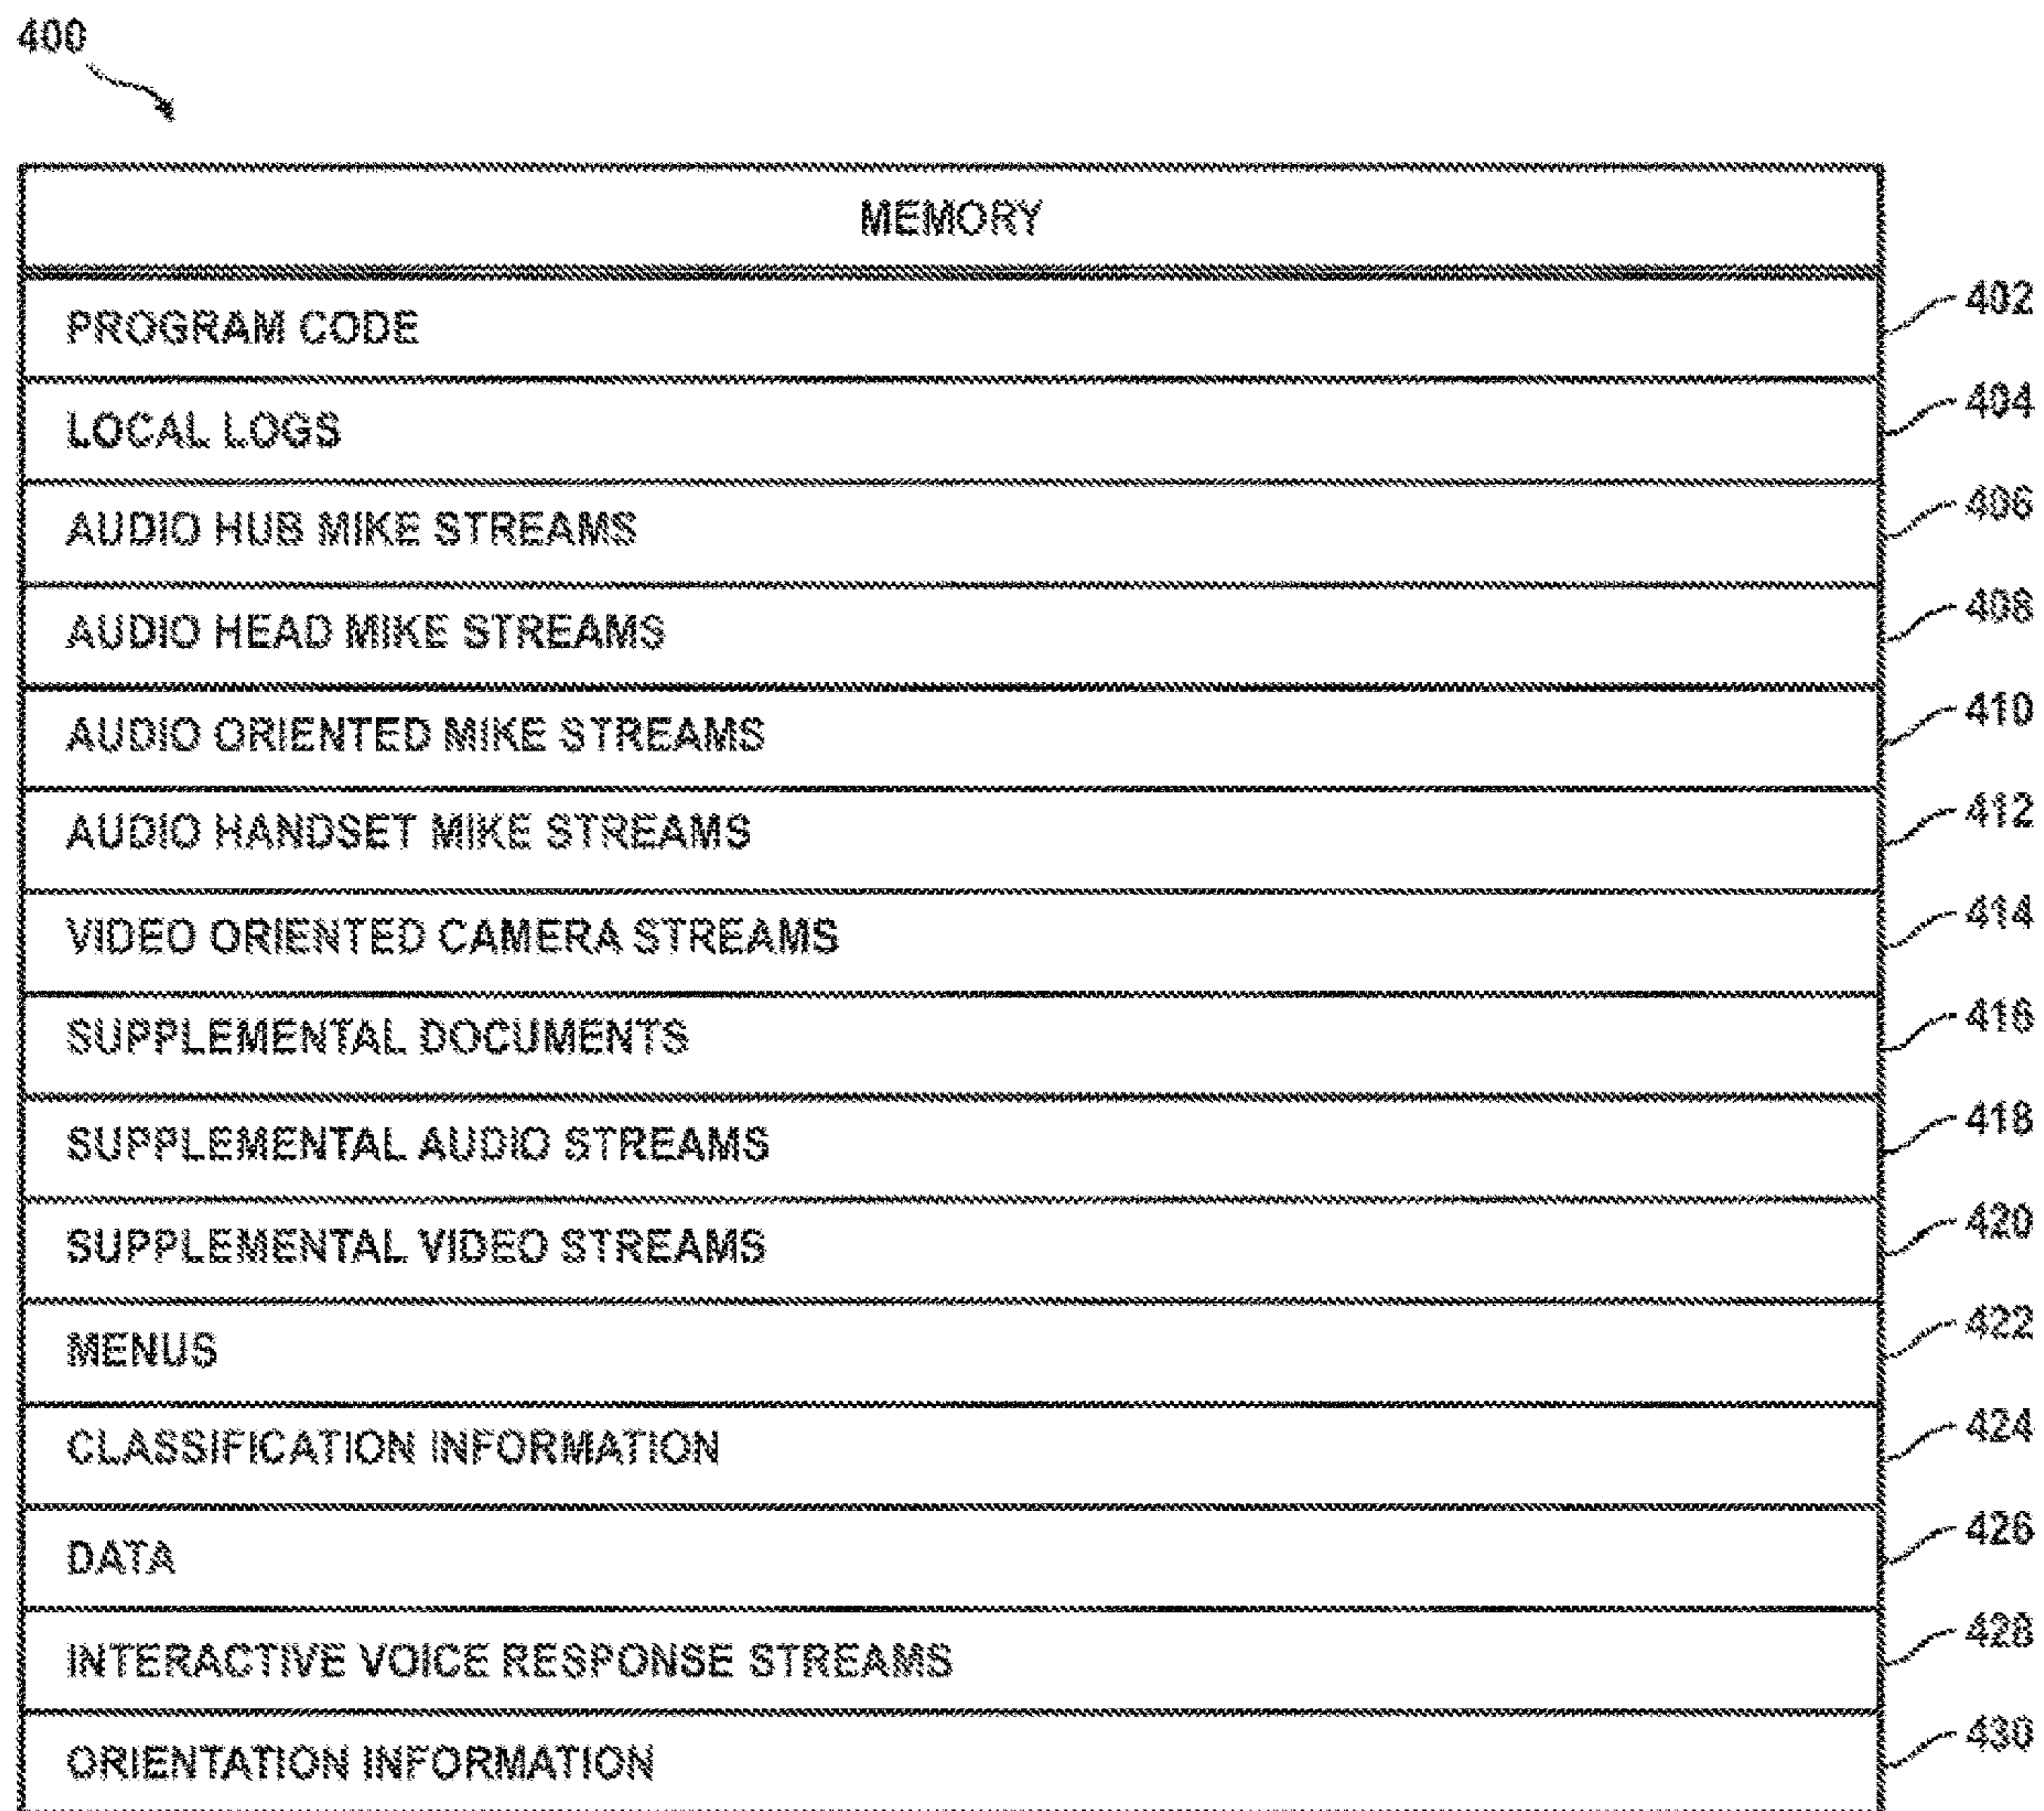 400
MEMORY
PROGRAM CODE 402
LOCAL LOGS 404
AUDIO HUB MIKE STREAMS 406
AUDIO HEAD MIKE STREAMS 408
AUDIO ORIENTED MIKE STREAMS 410
AUDIO HANDSET MIKE STREAMS 412
VIDEO ORIENTED CAMERA STREAMS 414
SUPPLEMENTAL DOCUMENTS 416
SUPPLEMENTAL AUDIO STREAMS 418
SUPPLEMENTAL VIDEO STREAMS 420
MENUS 422
CLASSIFICATION INFORMATION 424
DATA 426
INTERACTIVE VOICE RESPONSE STREAMS 428
ORIENTATION INFORMATION 430